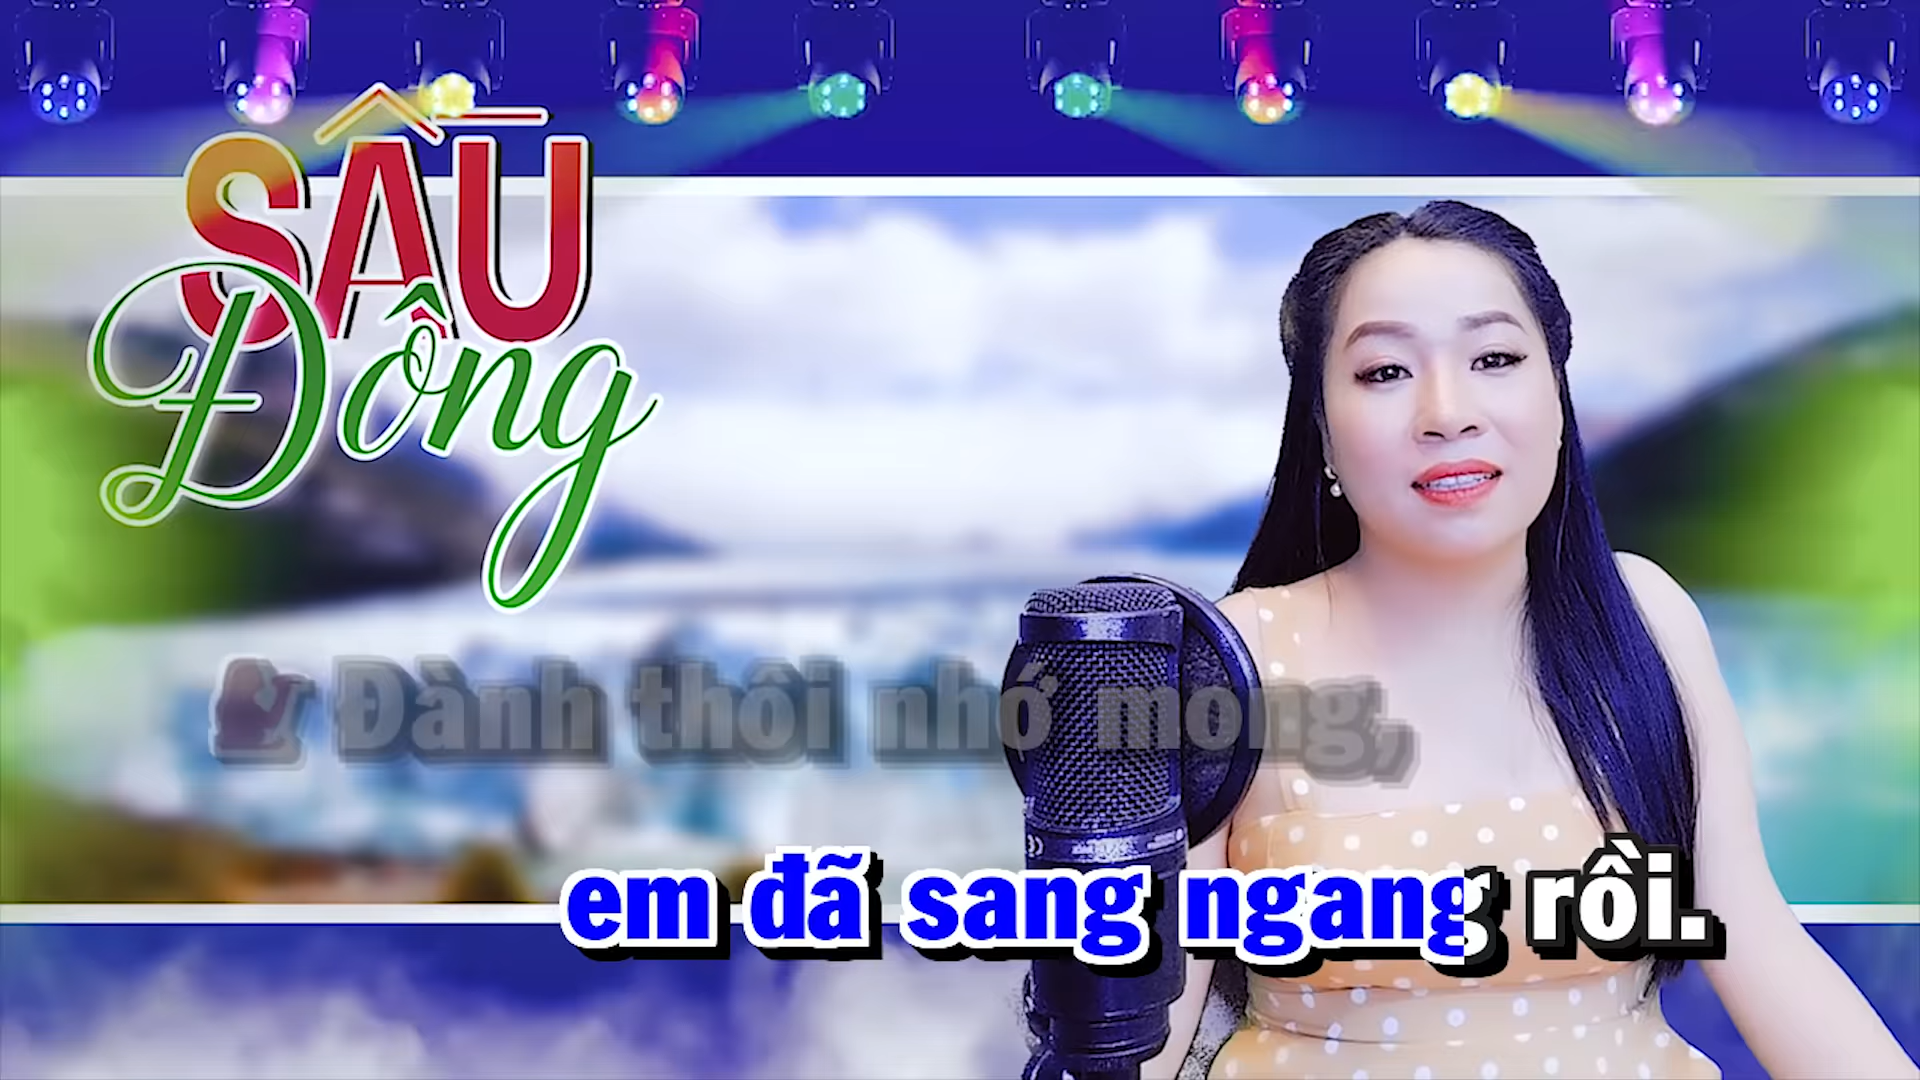 SẦU
Đông
Đành thôi nhớ mong,
em đã sang ngang rồi.